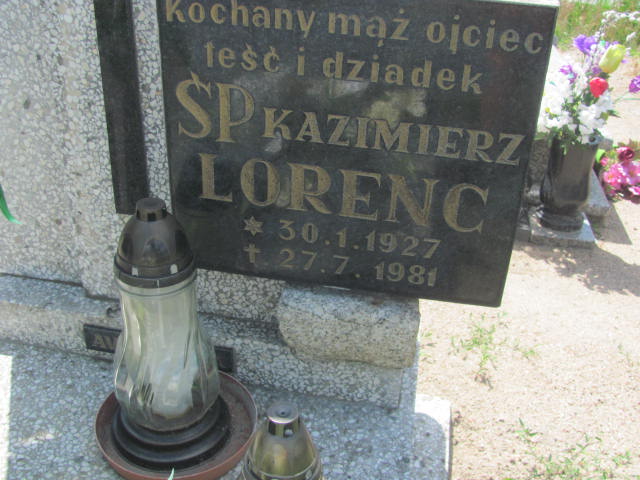 Kochany mąż ojciec
teść i dziadek
ŚP KAZIMIERZ
LORENC
30.1.1927
27.7.1981